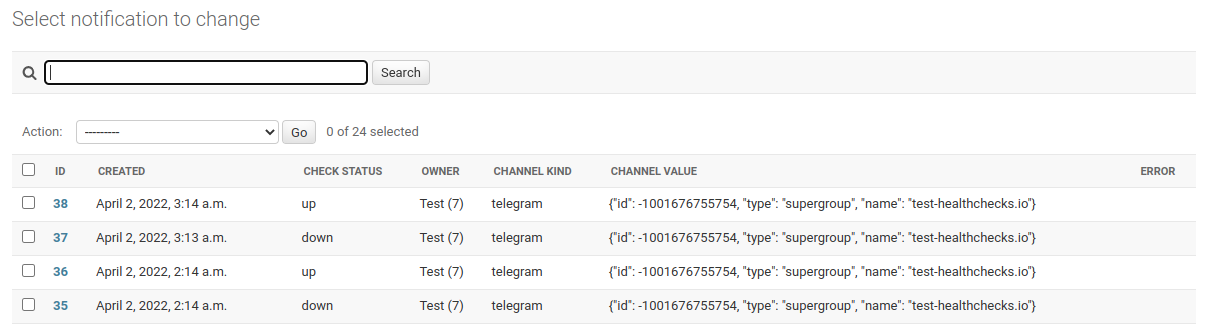 Select notification to change
Search
Action: --------- Go 0 of 24 selected
ID CREATED CHECK STATUS OWNER CHANNEL KIND CHANNEL VALUE ERROR
38 April 2, 2022, 3:14 a.m. up Test (7) telegram {"id": -1001676755754, "type": "supergroup", "name": "test-healthchecks.io"}
37 April 2, 2022, 3:13 a.m. down Test (7) telegram {"id": -1001676755754, "type": "supergroup", "name": "test-healthchecks.io"}
36 April 2, 2022, 2:14 a.m. up Test (7) telegram {"id": -1001676755754, "type": "supergroup", "name": "test-healthchecks.io"}
35 April 2, 2022, 2:14 a.m. down Test (7) telegram {"id": -1001676755754, "type": "supergroup", "name": "test-healthchecks.io"}